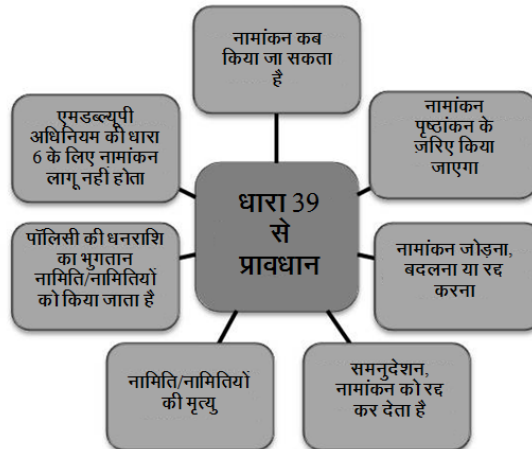 नामांकन कब
किया जा सकता
है
नामांकन
पृष्ठांकन के
ज़रिए किया
जाएगा
नामांकन जोड़ना,
बदलना या रद्द
करना
समनुदेशन,
नामांकन को रद्द
कर देता है
नामिति/नामितियों
की मृत्यु
पॉलिसी की धनराशि
का भुगतान
नामिति/नामितियों
को किया जाता है
एमडब्ल्यूपी
अधिनियम की धारा
6 के लिए नामांकन
लागू नहीं होता
धारा 39
से
प्रावधान